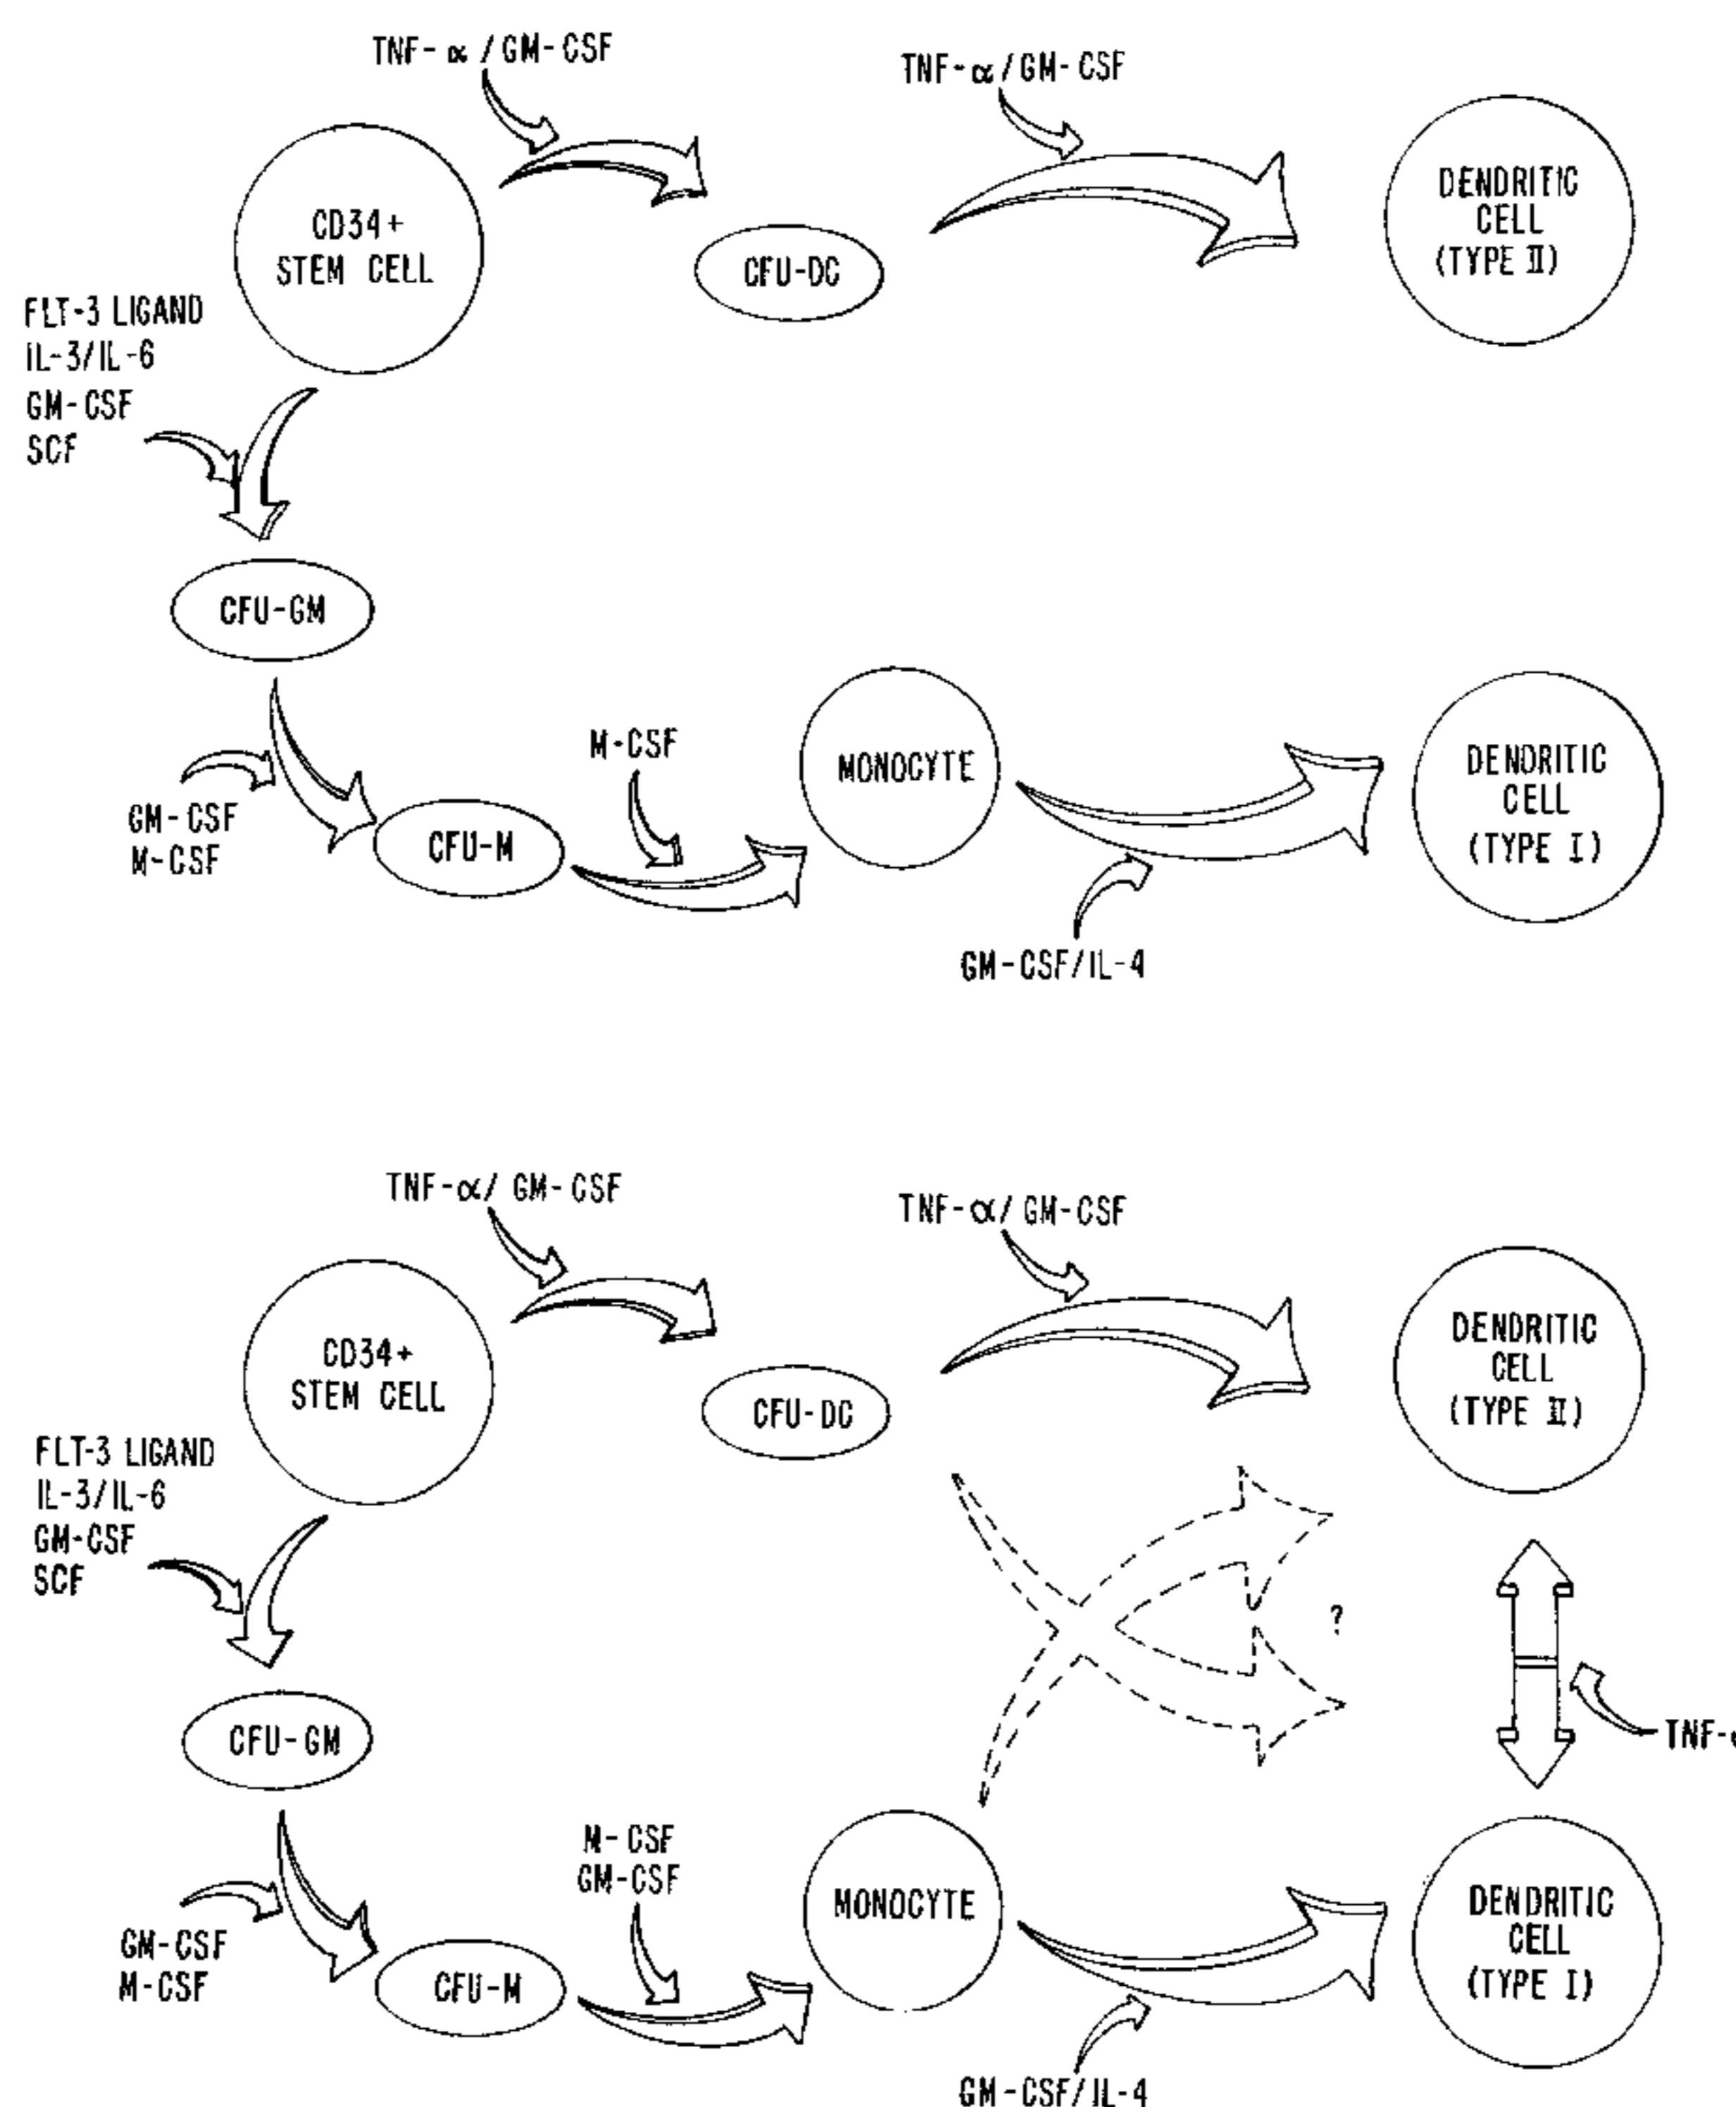 TNF-α/GM-CSF
TNF-α/GM-CSF
CD34+
STEM CELL
CFU-DC
DENDRITIC
CELL
(TYPE II)
FLT-3 LIGAND
IL-3/IL-6
GM-CSF
SCF
CFU-GM
GM-CSF
M-CSF
CFU-M
M-CSF
MONOCYTE
GM-CSF/IL-4
DENDRITIC
CELL
(TYPE I)
TNF-α/GM-CSF
TNF-α/GM-CSF
CD34+
STEM CELL
CFU-DC
DENDRITIC
CELL
(TYPE II)
FLT-3 LIGAND
IL-3/IL-6
GM-CSF
SCF
?
TNF-
CFU-GM
GM-CSF
M-CSF
CFU-M
M-CSF
GM-CSF
MONOCYTE
GM-CSF/IL-4
DENDRITIC
CELL
(TYPE I)